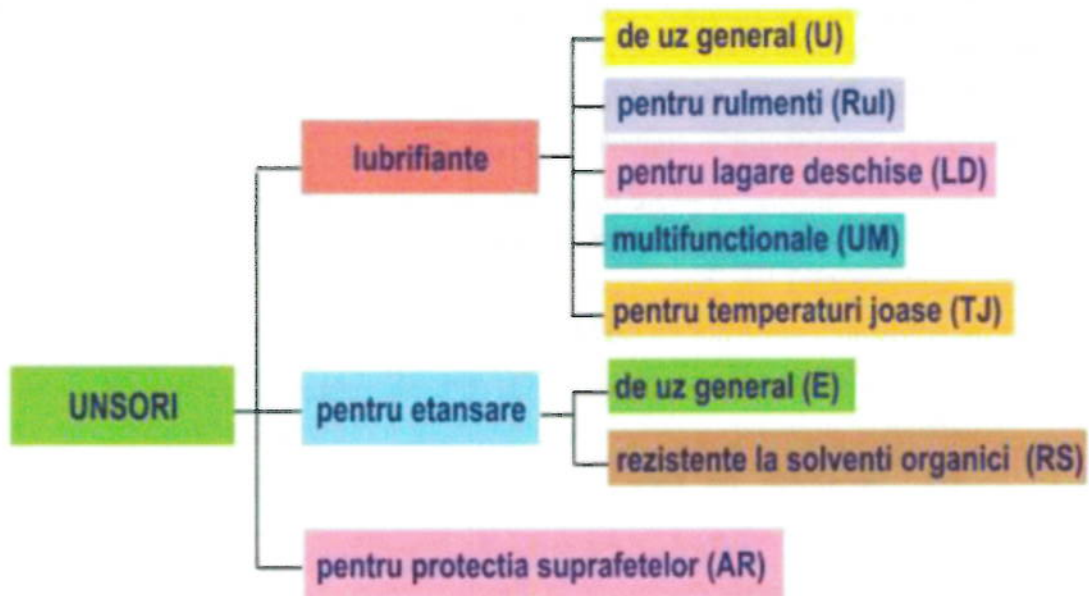 UNSORI
lubrifiante
de uz general (U)
pentru rulmenti (Rul)
pentru lagare deschise (LD)
multifunctionale (UM)
pentru temperaturi joase (TJ)
pentru etansare
de uz general (E)
rezistente la solventi organici (RS)
pentru protectia suprafetelor (AR)